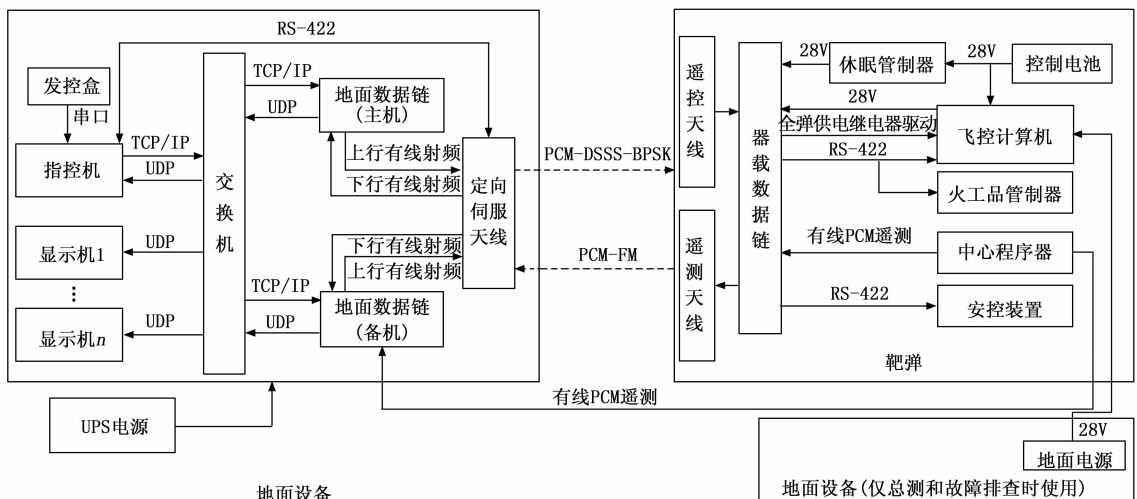 RS-422
发控盒
串口
指控机
TCP/IP
UDP
显示机1
UDP
⋮
显示机n
UDP
交换机
TCP/IP
UDP
地面数据链
(主机)
上行有线射频
下行有线射频
定向伺服天线
下行有线射频
上行有线射频
TCP/IP
UDP
地面数据链
(备机)
UPS电源
地面设备
PCM-DSSS-BPSK
PCM-FM
有线PCM遥测
遥控天线
遥测天线
器载数据链
28V
休眠管制器
28V
控制电池
28V
全弹供电继电器驱动
RS-422
飞控计算机
火工品管制器
有线PCM遥测
中心程序器
RS-422
安控装置
靶弹
28V
地面电源
地面设备(仅总测和故障排查时使用)